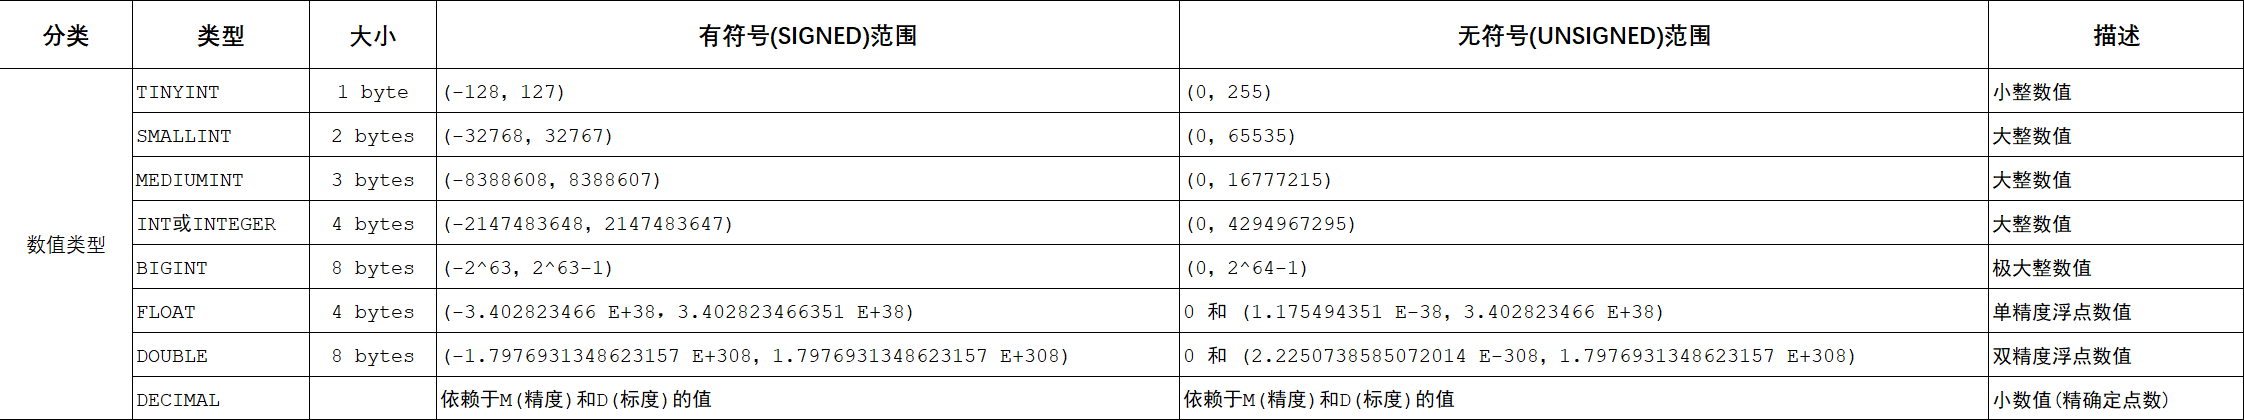 分类 类型 大小 有符号(SIGNED)范围 无符号(UNSIGNED)范围 描述
TINYINT 1 byte (-128，127) (0，255) 小整数值
SMALLINT 2 bytes (-32768，32767) (0，65535) 大整数值
MEDIUMINT 3 bytes (-8388608，8388607) (0，16777215) 大整数值
INT或INTEGER 4 bytes (-2147483648，2147483647) (0，4294967295) 大整数值
数值类型
BIGINT 8 bytes (-2^63，2^63-1) (0，2^64-1) 极大整数值
FLOAT 4 bytes (-3.402823466 E+38，3.402823466351 E+38) 0 和 (1.175494351 E-38，3.402823466 E+38) 单精度浮点数值
DOUBLE 8 bytes (-1.7976931348623157 E+308，1.7976931348623157 E+308) 0 和 (2.2250738585072014 E-308，1.7976931348623157 E+308) 双精度浮点数值
DECIMAL 依赖于M(精度)和D(标度)的值 依赖于M(精度)和D(标度)的值 小数值(精确定点数)